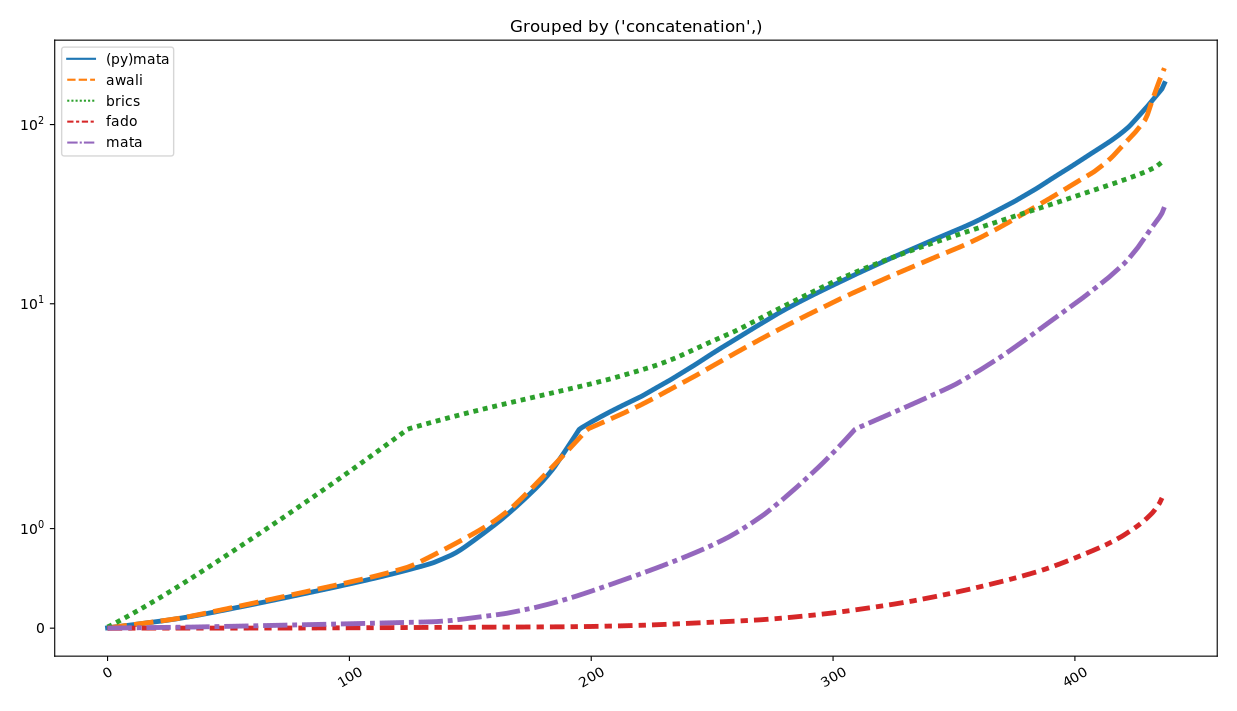 Grouped by ('concatenation',)
(py)mata
awali
brics
fado
mata
10²
10¹
10⁰
0
0
100
200
300
400